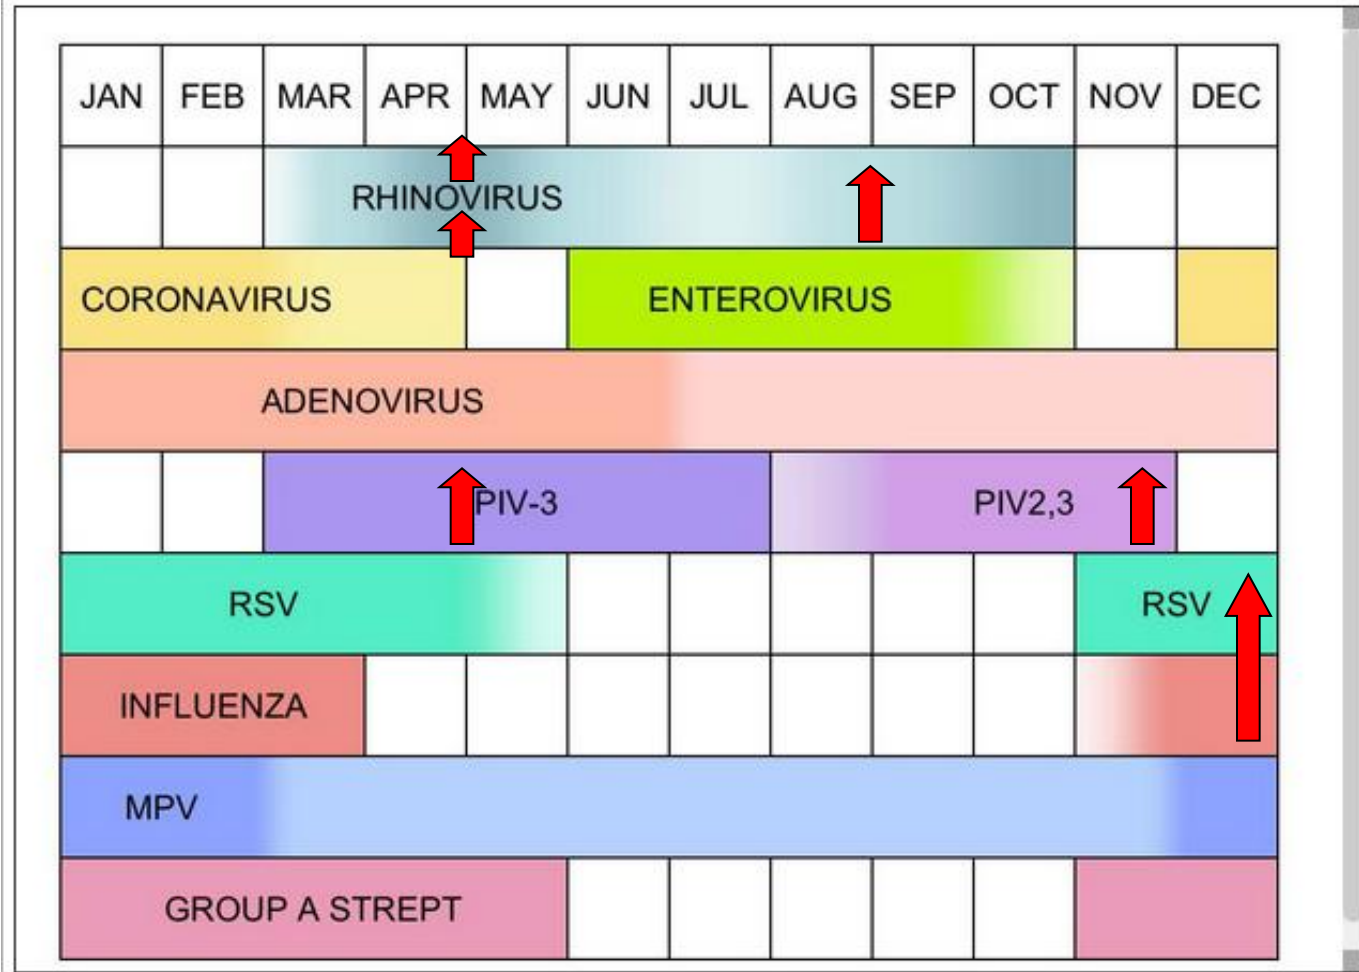 JAN FEB MAR APR MAY JUN JUL AUG SEP OCT NOV DEC
RHINOVIRUS
CORONAVIRUS ENTEROVIRUS
ADENOVIRUS
PIV-3 PIV2,3
RSV RSV
INFLUENZA
MPV
GROUP A STREPT